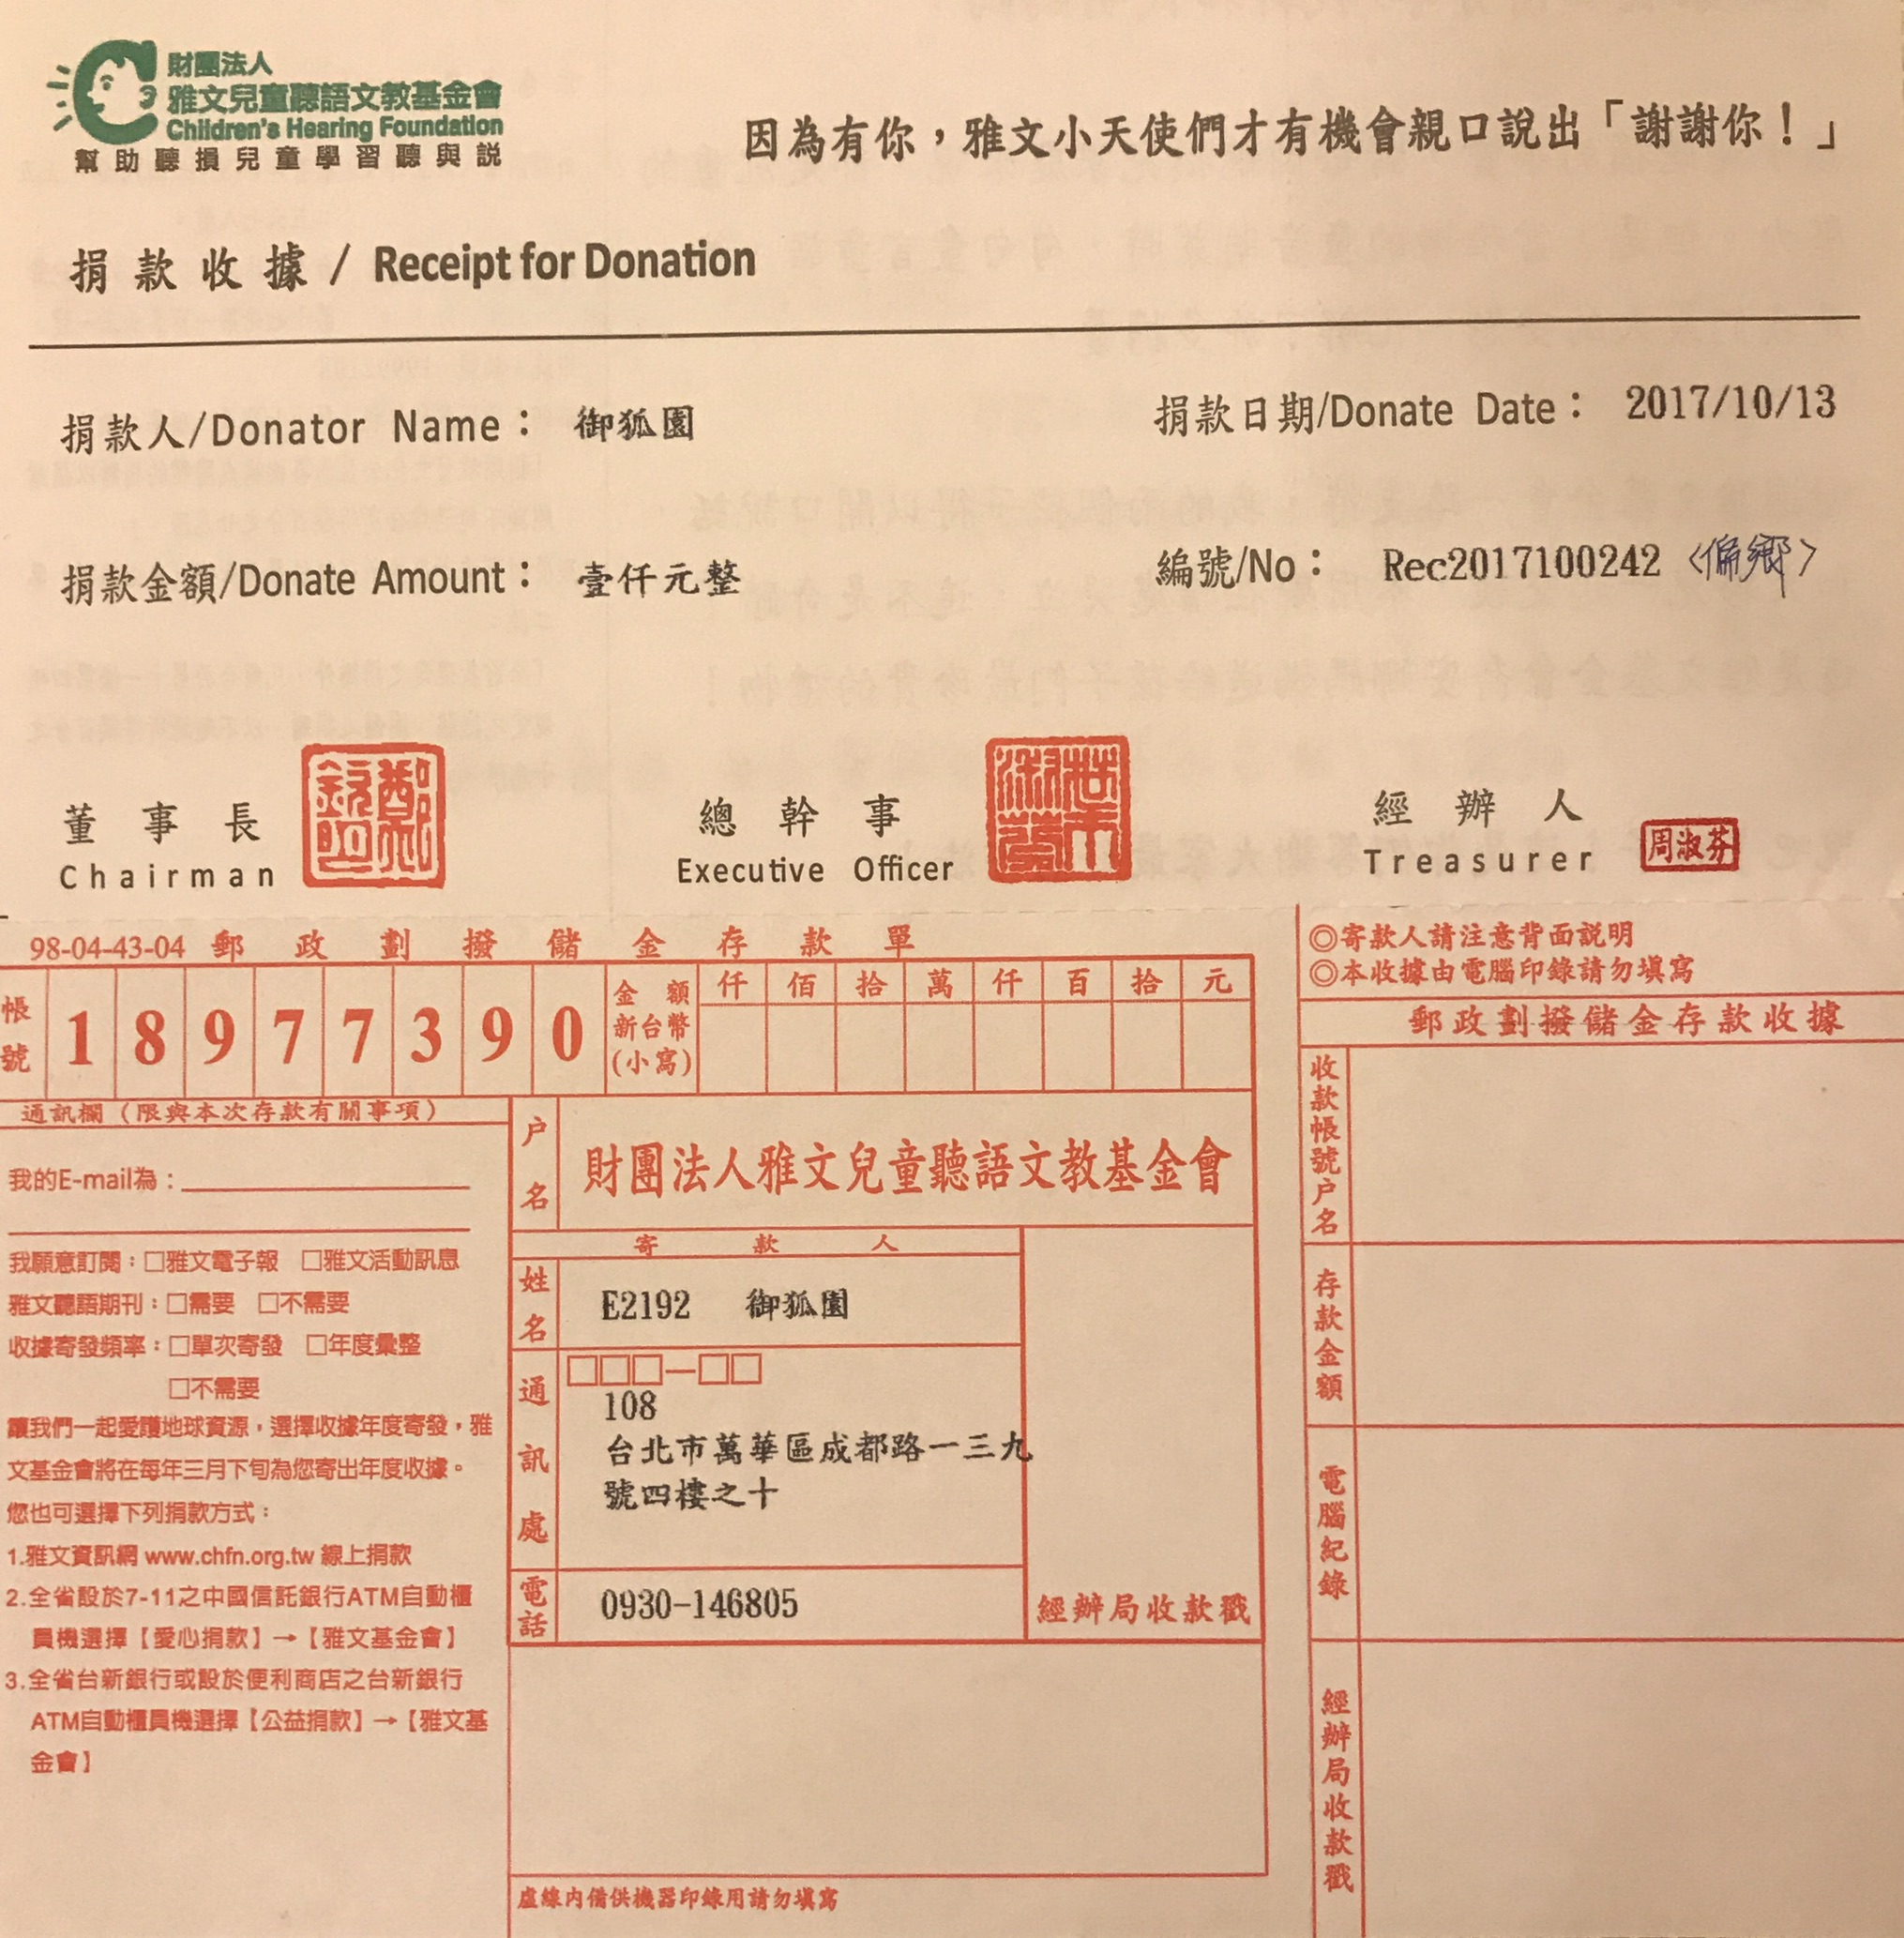 財團法人
雅文兒童聽語文教基金會
Children's Hearing Foundation
幫助聽損兒童學習聽與説
因為有你，雅文小天使們才有機會親口說出「謝謝你！」
捐款收據 / Receipt for Donation
捐款人/Donator Name： 御狐園
捐款日期/Donate Date： 2017/10/13
捐款金額/Donate Amount： 壹仟元整
編號/No： Rec2017100242 〈偏鄉〉
董事長
Chairman
總幹事
Executive Officer
經辦人
Treasurer
周淑芬
98-04-43-04 郵政劃撥儲金存款單
帳號 1 8 9 7 7 3 9 0
金額
新台幣
(小寫)
仟 佰 拾 萬 仟 百 拾 元
通訊欄（限與本次存款有關事項）
我的E-mail為：
我願意訂閱：□雅文電子報 □雅文活動訊息
雅文聽語期刊：□需要 □不需要
收據寄發頻率：□單次寄發 □年度彙整
□不需要
讓我們一起愛護地球資源，選擇收據年度寄發，雅
文基金會將在每年三月下旬為您寄出年度收據。
您也可選擇下列捐款方式：
1.雅文資訊網 www.chfn.org.tw 線上捐款
2.全省設於7-11之中國信託銀行ATM自動櫃
員機選擇【愛心捐款】→【雅文基金會】
3.全省台新銀行或設於便利商店之台新銀行
ATM自動櫃員機選擇【公益捐款】→【雅文基
金會】
户名
財團法人雅文兒童聽語文教基金會
寄款人
姓名
E2192 御狐園
通訊處
□□□—□□
108
台北市萬華區成都路一三九
號四樓之十
電話
0930-146805
經辦局收款戳
虛線內備供機器印錄用請勿填寫
◎寄款人請注意背面説明
◎本收據由電腦印錄請勿填寫
郵政劃撥儲金存款收據
收款帳號户名
存款金額
電腦紀錄
經辦局收款戳